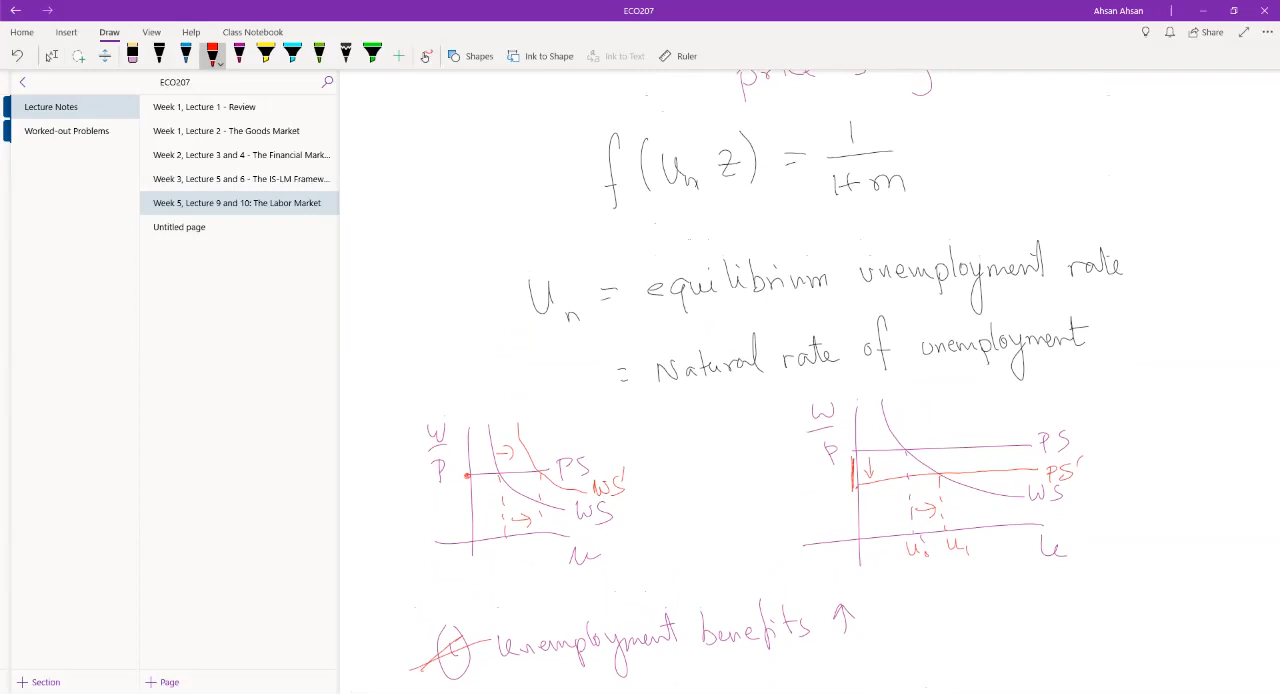 ECO207
Ahsan Ahsan
Home Insert Draw View Help Class Notebook
Share
Shapes Ink to Shape Ink to Text Ruler
ECO207
Lecture Notes
Worked-out Problems
Week 1, Lecture 1 - Review
Week 1, Lecture 2 - The Goods Market
Week 2, Lecture 3 and 4 - The Financial Mark...
Week 3, Lecture 5 and 6 - The IS-LM Framew...
Week 5, Lecture 9 and 10: The Labor Market
Untitled page
f(u_n z) = 1/(1+m)
U_n = equilibrium unemployment rate
= Natural rate of unemployment
W/P
PS
WS'
WS
u
W/P
PS
PS'
WS
u₀ u₁
u
unemployment benefits ↑
+ Section
+ Page